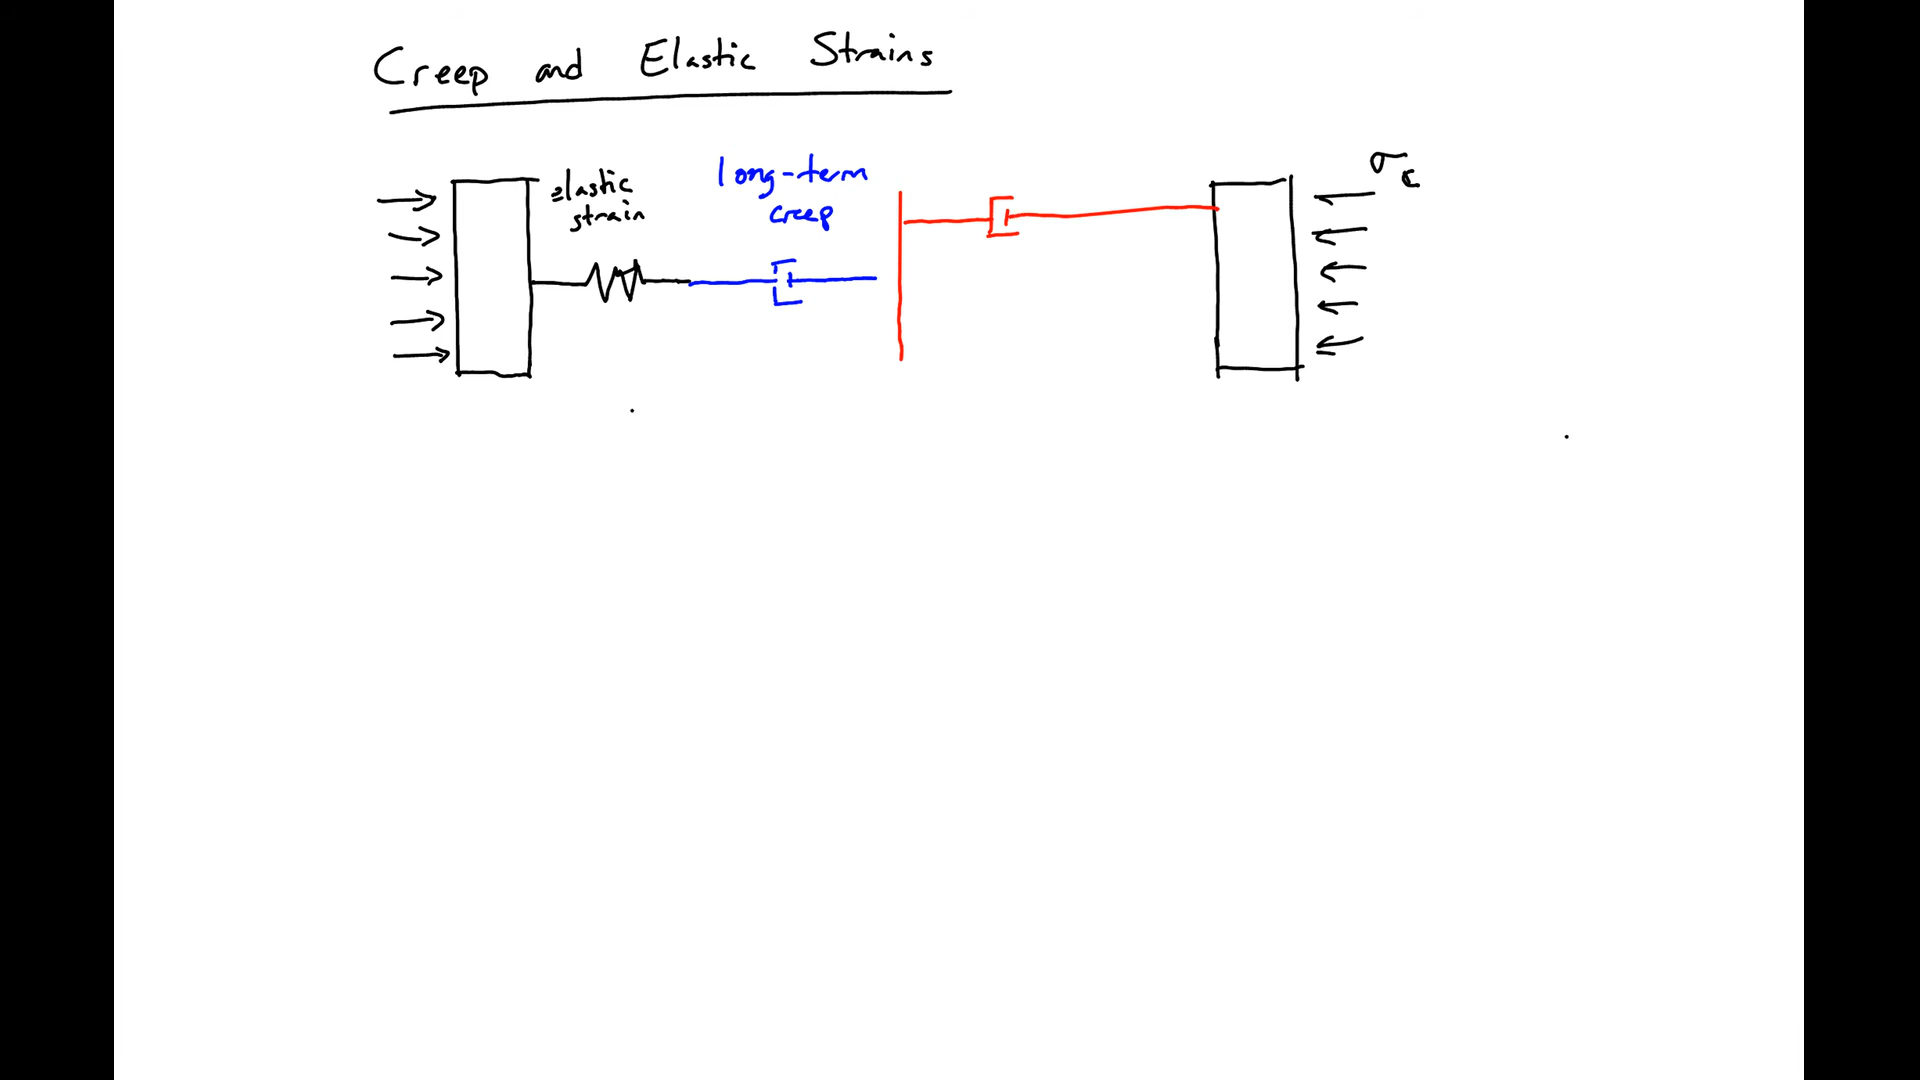 Creep and Elastic Strains
elastic
strain
long-term
creep
σc